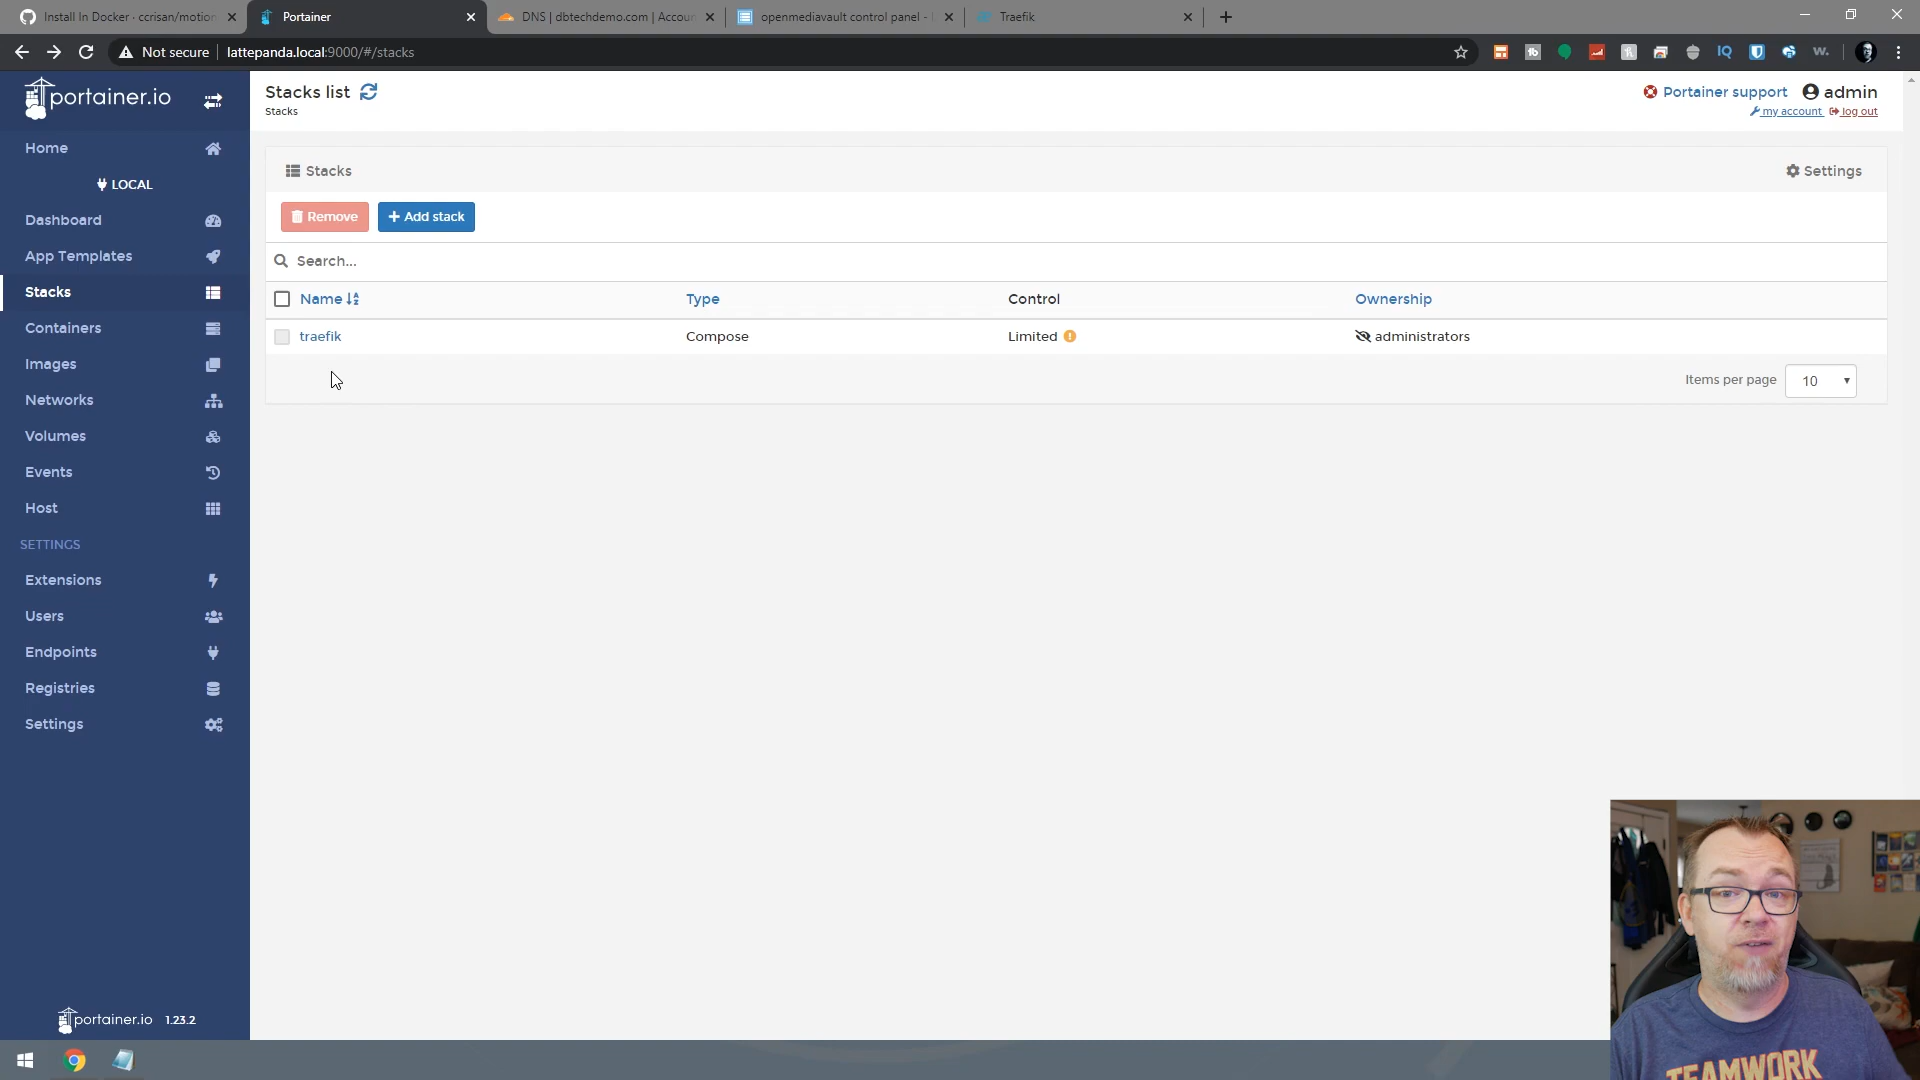 Install In Docker · ccrisan/motion
Portainer
DNS | dbtechdemo.com | Accoun
openmediavault control panel -
Traefik
Not secure
lattepanda.local:9000/#/stacks
portainer.io
Stacks list
Stacks
Portainer support
admin
my account
log out
Home
LOCAL
Dashboard
App Templates
Stacks
Containers
Images
Networks
Volumes
Events
Host
SETTINGS
Extensions
Users
Endpoints
Registries
Settings
portainer.io 1.23.2
Stacks
Settings
Remove
+ Add stack
Search...
Name
Type
Control
Ownership
traefik
Compose
Limited
administrators
Items per page
10
TEAMWORK